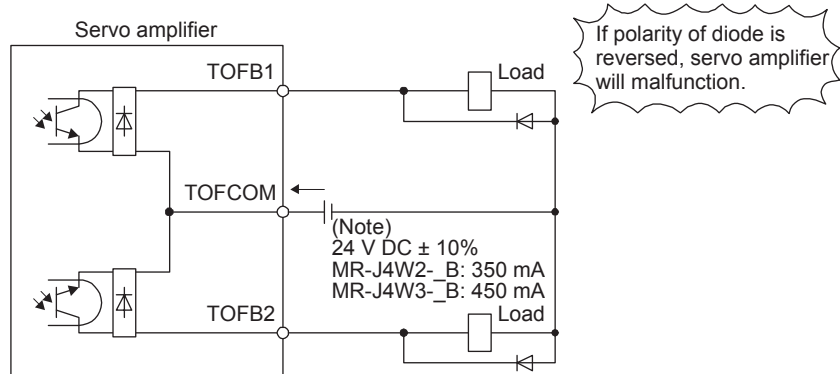 Servo amplifier
If polarity of diode is
reversed, servo amplifier
will malfunction.
TOFB1
Load
TOFCOM
(Note)
24 V DC ± 10%
MR-J4W2-_B: 350 mA
MR-J4W3-_B: 450 mA
TOFB2
Load